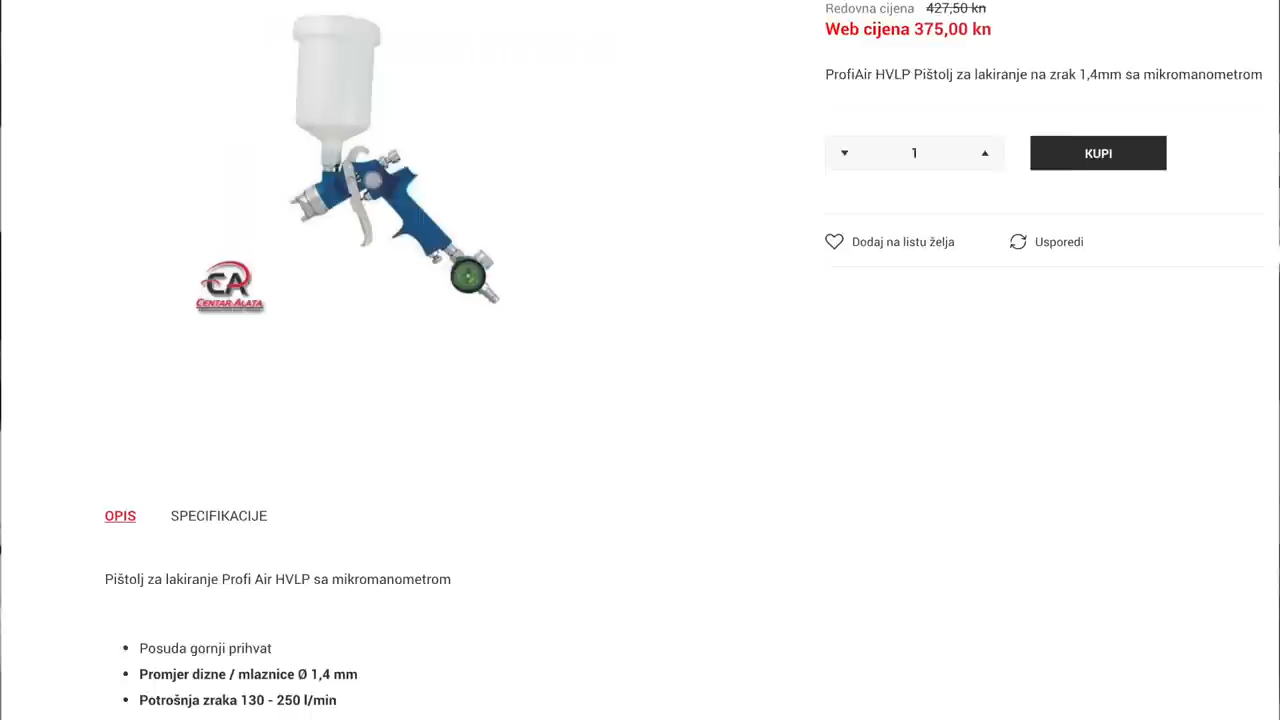 Redovna cijena 427,50 kn
Web cijena 375,00 kn
ProfiAir HVLP Pištolj za lakiranje na zrak 1,4mm sa mikromanometrom
1
KUPI
Dodaj na listu želja
Usporedi
CA
CENTAR-ALATA
OPIS
SPECIFIKACIJE
Pištolj za lakiranje Profi Air HVLP sa mikromanometrom
• Posuda gornji prihvat
• Promjer dizne / mlaznice Ø 1,4 mm
• Potrošnja zraka 130 - 250 l/min